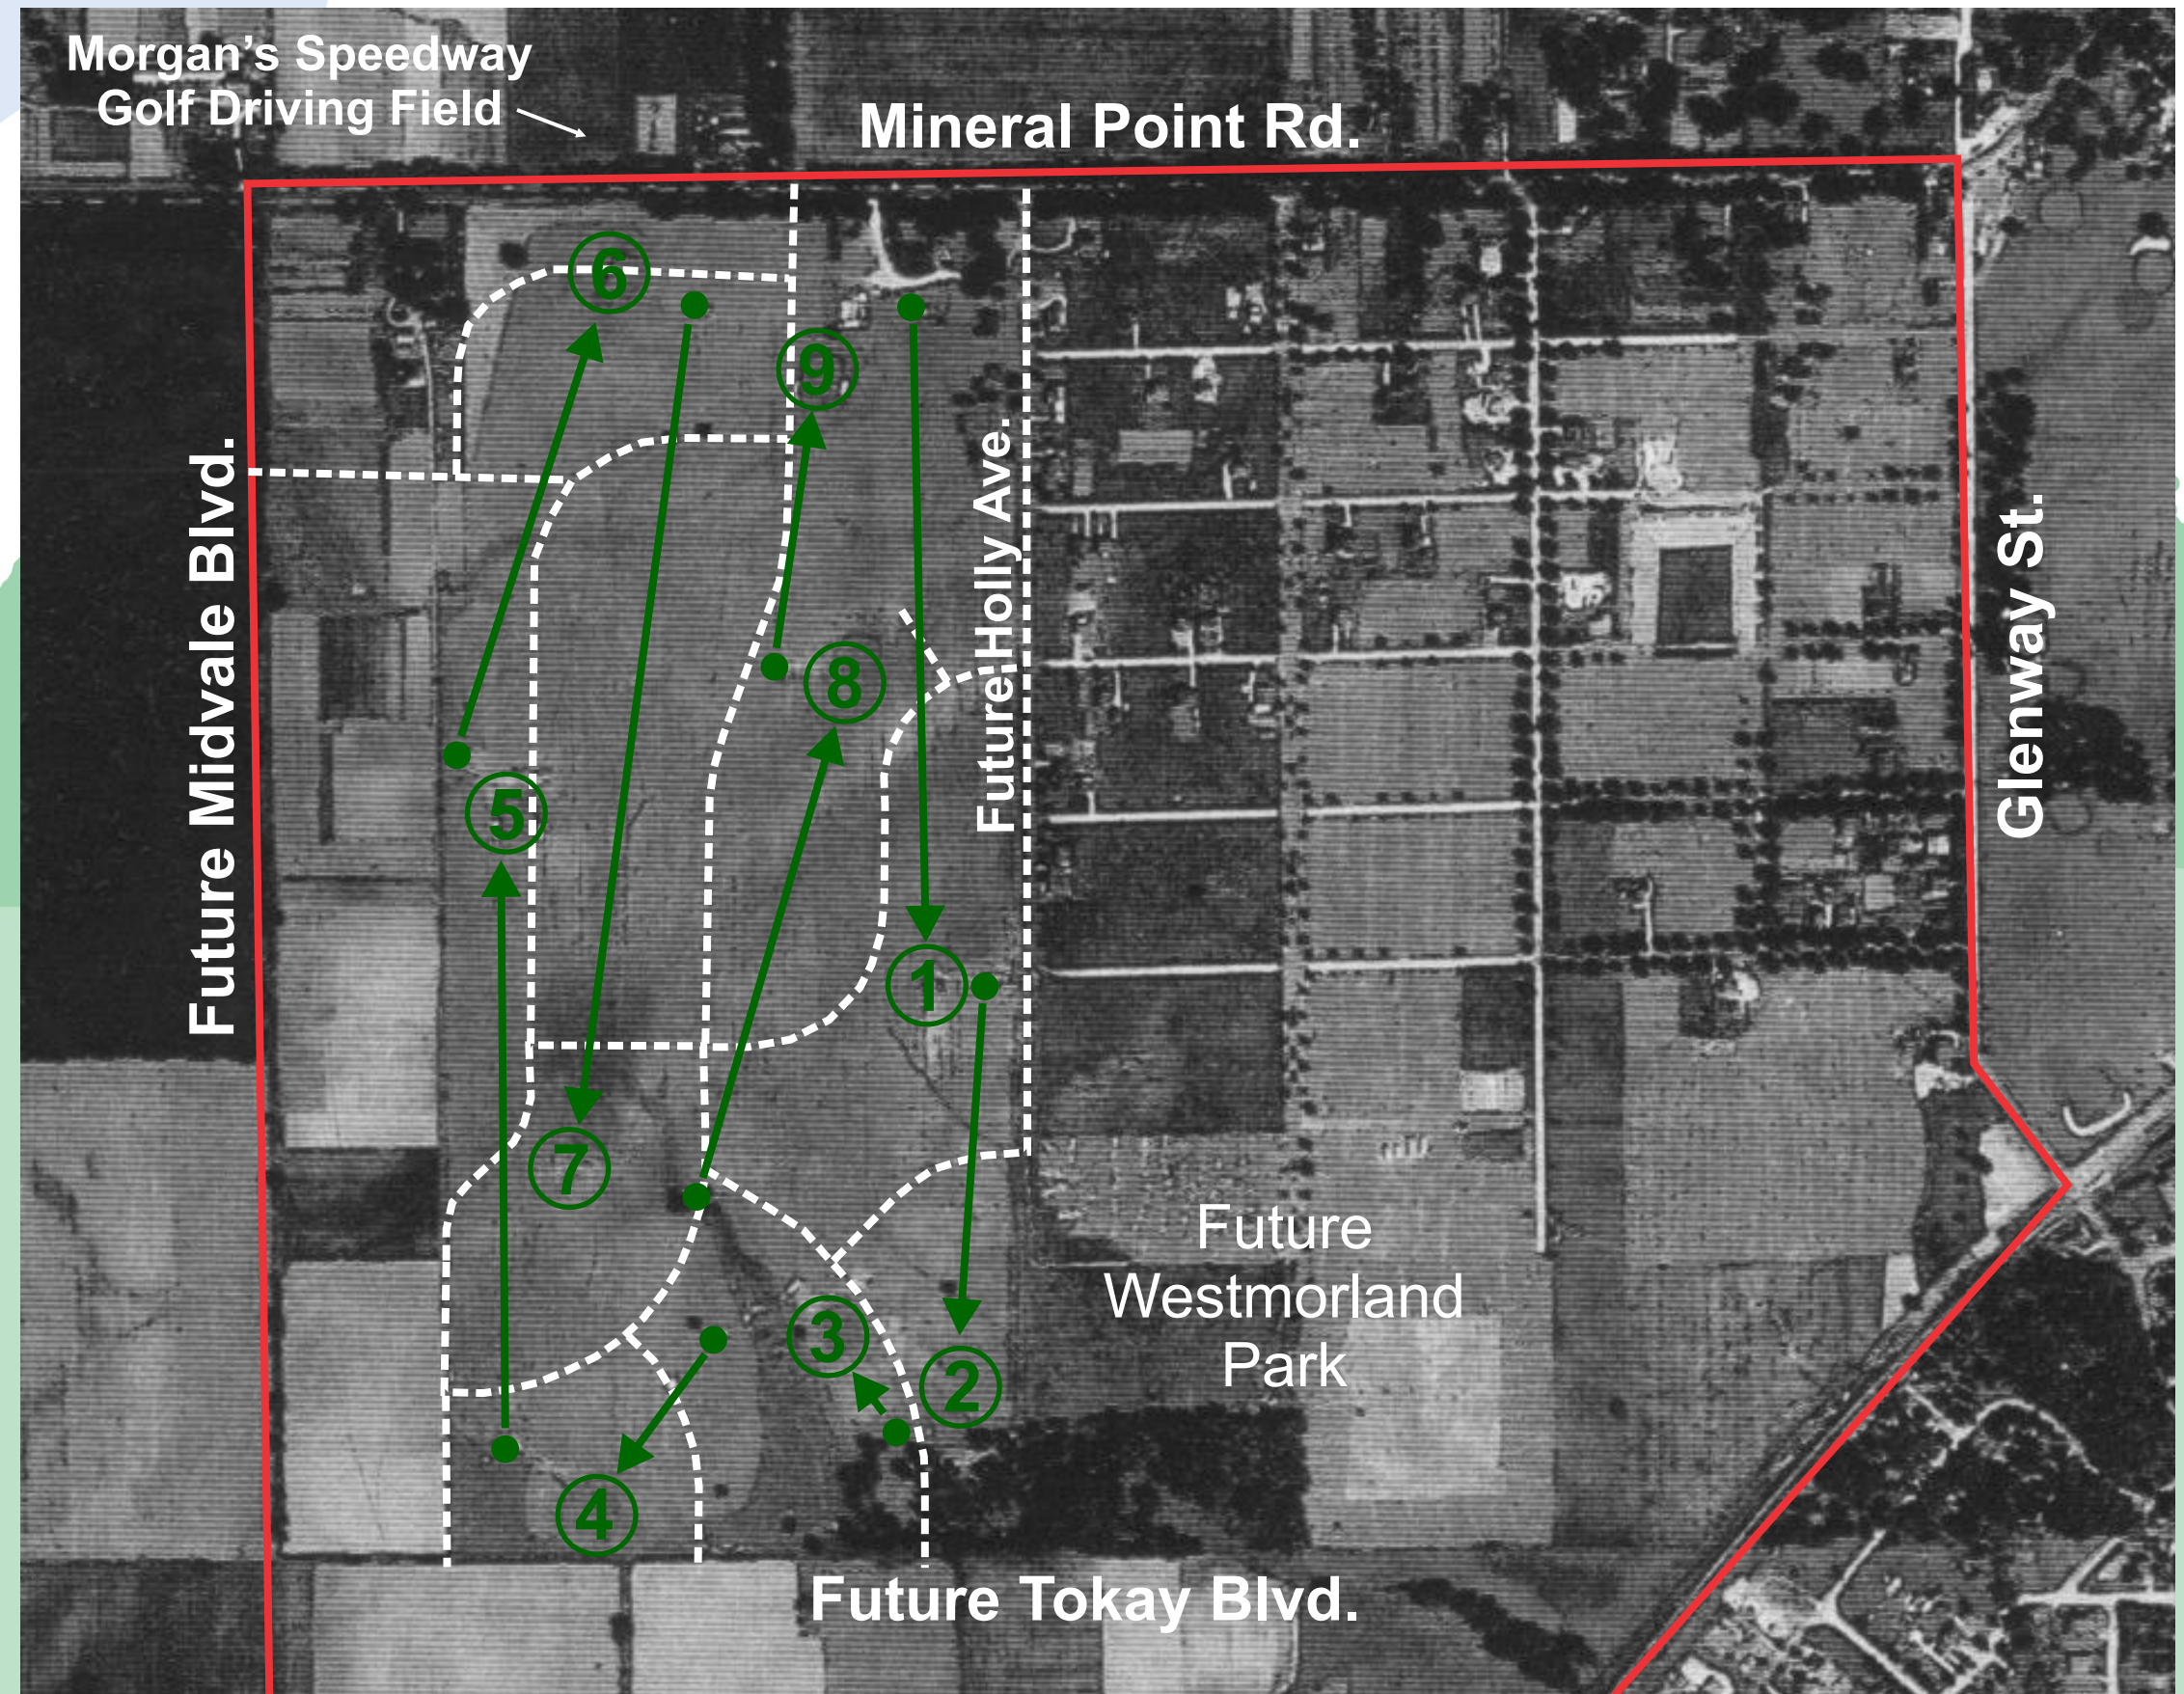 Morgan's Speedway
Golf Driving Field
Mineral Point Rd.
6
9
Future Midvale Blvd.
Future Holly Ave.
Glenway St.
8
5
1
7
Future
Westmorland
Park
3
2
4
Future Tokay Blvd.